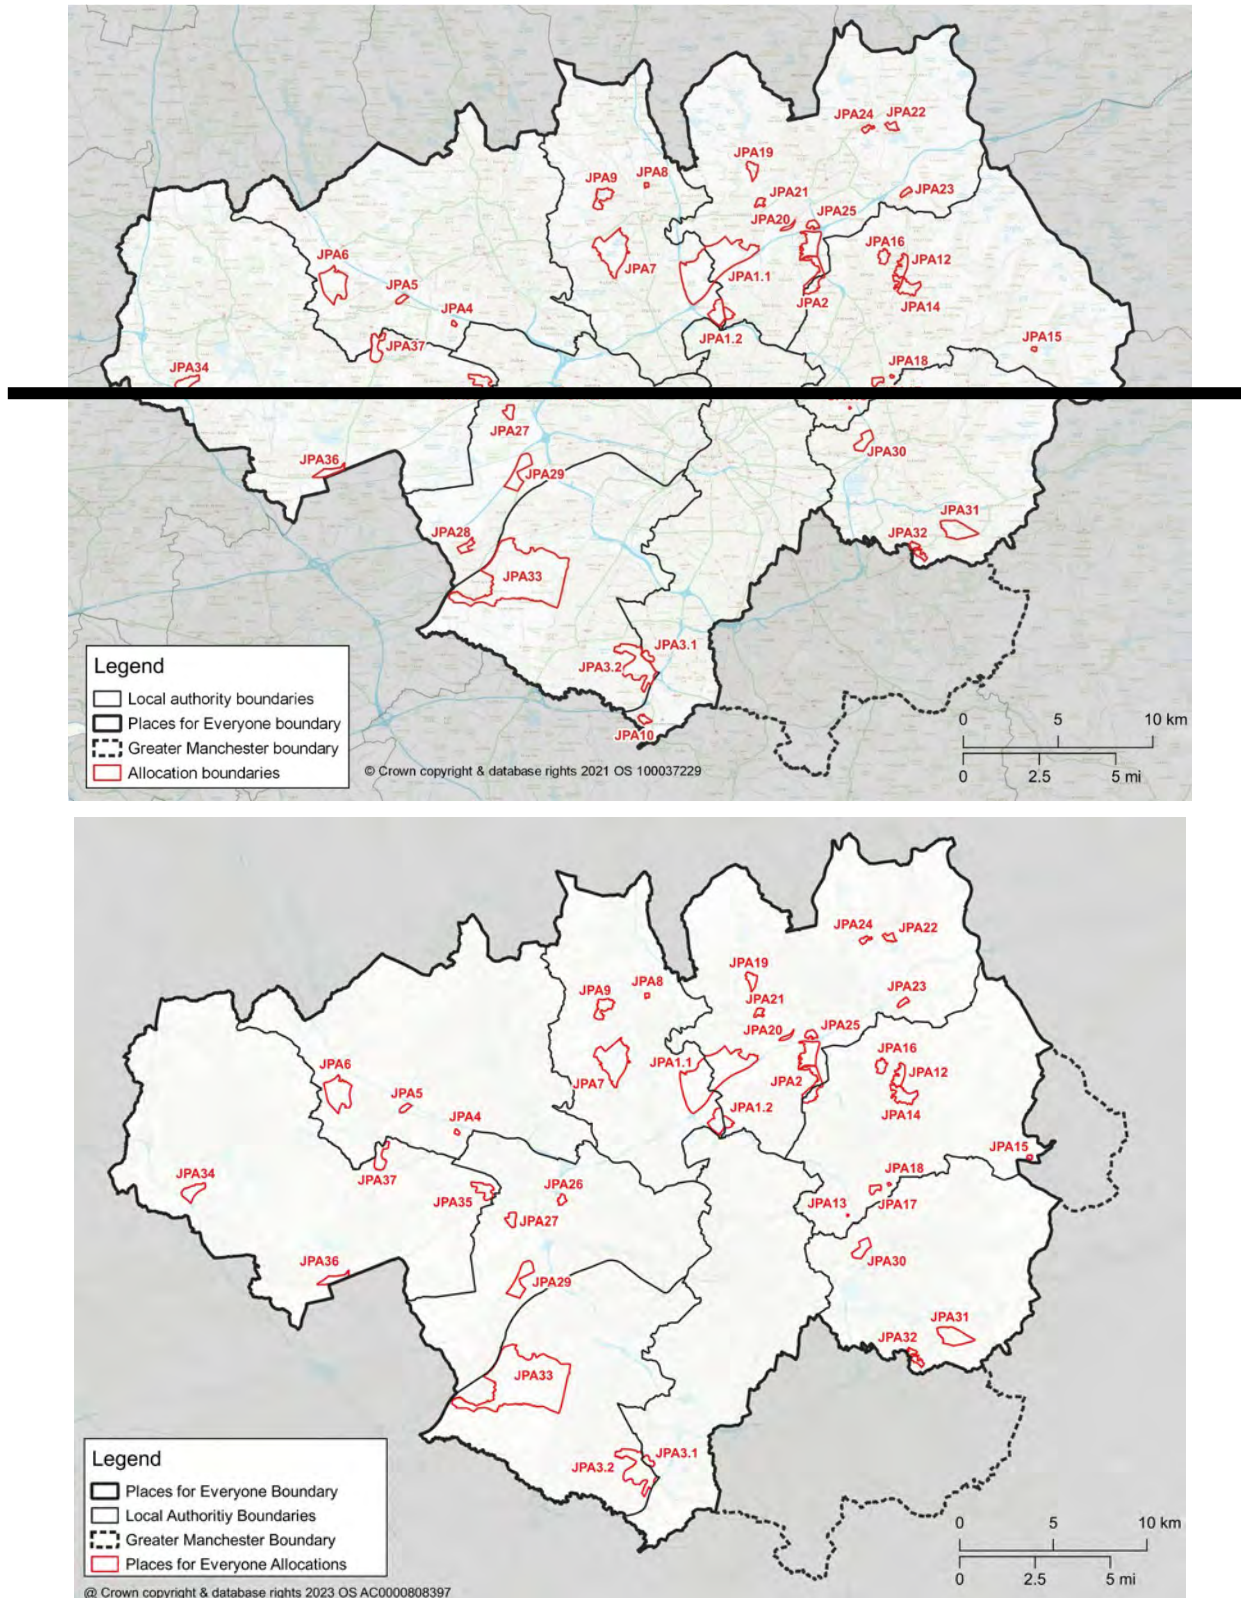 JPA24
JPA22
JPA19
JPA9
JPA8
JPA23
JPA21
JPA20
JPA25
JPA16
JPA12
JPA6
JPA7
JPA1.1
JPA5
JPA2
JPA14
JPA4
JPA1.2
JPA15
JPA37
JPA34
JPA18
JPA27
JPA30
JPA36
JPA29
JPA31
JPA28
JPA32
JPA33
JPA3.1
JPA3.2
JPA10
Legend
Local authority boundaries
Places for Everyone boundary
Greater Manchester boundary
Allocation boundaries
© Crown copyright & database rights 2021 OS 100037229
0 5 10 km
0 2.5 5 mi
JPA24
JPA22
JPA19
JPA8
JPA9
JPA21
JPA23
JPA20
JPA25
JPA16
JPA6
JPA1.1
JPA12
JPA7
JPA2
JPA5
JPA1.2
JPA14
JPA4
JPA15
JPA34
JPA37
JPA18
JPA26
JPA35
JPA13
JPA17
JPA27
JPA36
JPA30
JPA29
JPA31
JPA32
JPA33
JPA3.1
JPA3.2
Legend
Places for Everyone Boundary
Local Authoritiy Boundaries
Greater Manchester Boundary
Places for Everyone Allocations
0 5 10 km
0 2.5 5 mi
@ Crown copyright & database rights 2023 OS AC0000808397